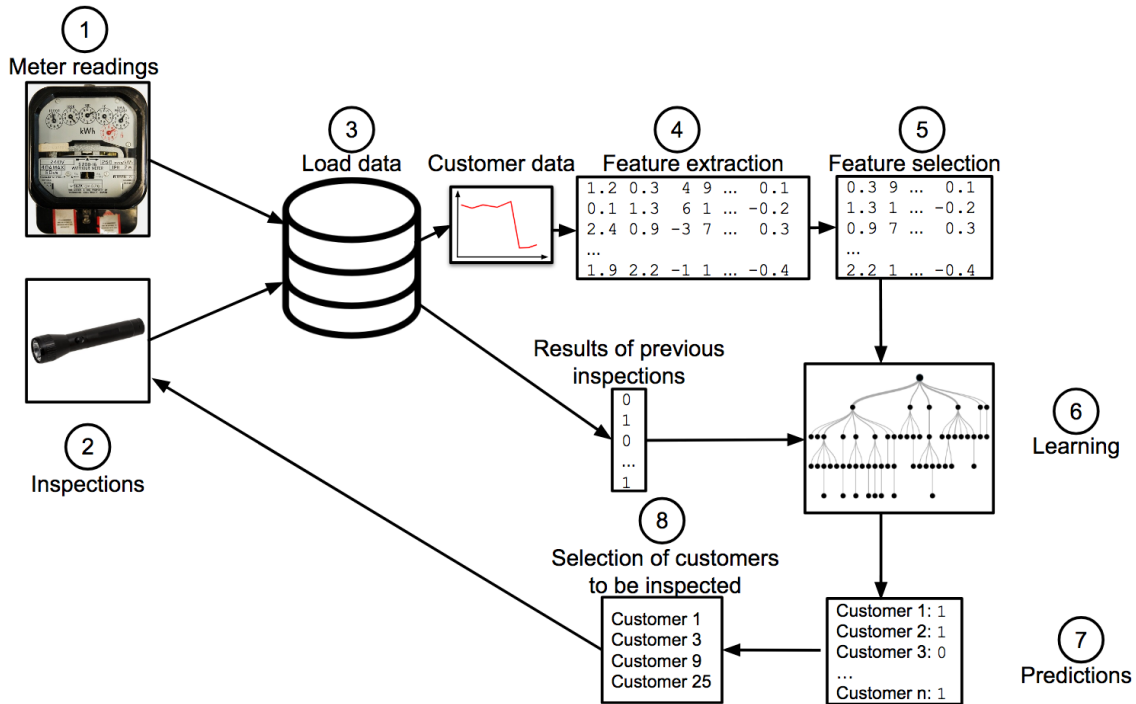 1
Meter readings
kWh
240V
2
Inspections
3
Load data
Customer data
4
Feature extraction
1.2 0.3 4 9 ... 0.1
0.1 1.3 6 1 ... -0.2
2.4 0.9 -3 7 ... 0.3
...
1.9 2.2 -1 1 ... -0.4
5
Feature selection
0.3 9 ... 0.1
1.3 1 ... -0.2
0.9 7 ... 0.3
...
2.2 1 ... -0.4
Results of previous
inspections
0
1
0
...
1
6
Learning
7
Predictions
Customer 1: 1
Customer 2: 1
Customer 3: 0
...
Customer n: 1
8
Selection of customers
to be inspected
Customer 1
Customer 3
Customer 9
Customer 25